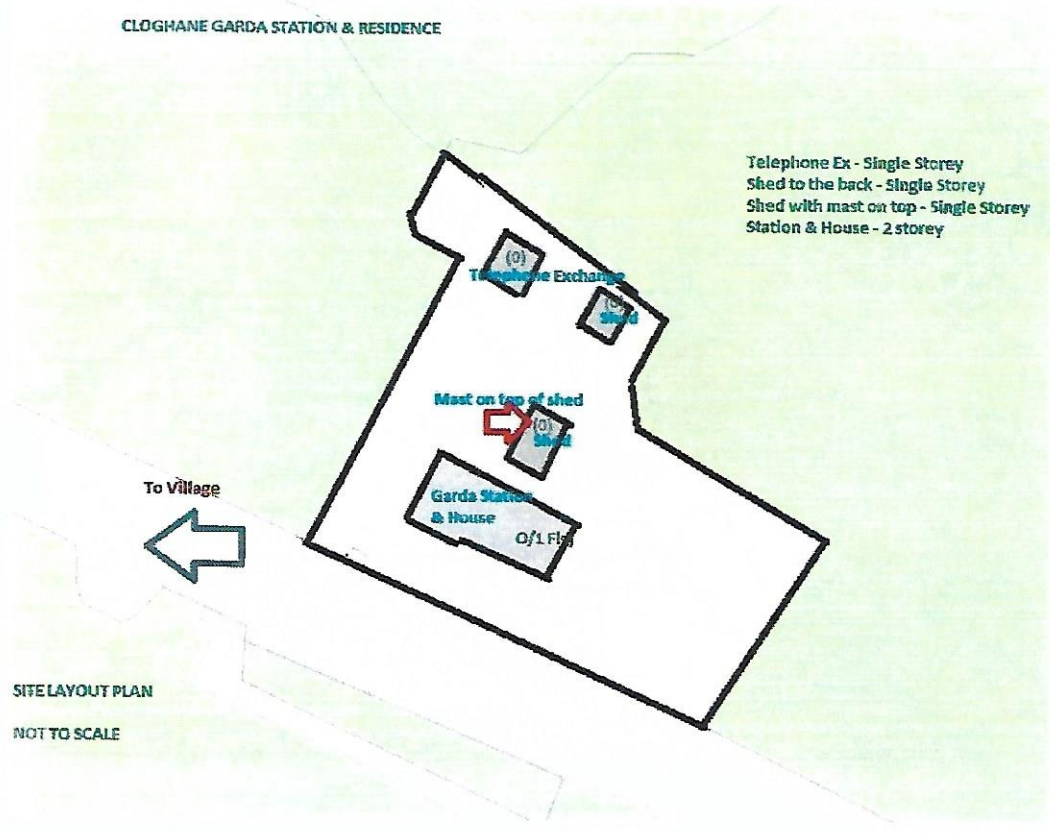 CLOGHANE GARDA STATION & RESIDENCE
Telephone Ex - Single Storey
Shed to the back - Single Storey
Shed with mast on top - Single Storey
Station & House - 2 storey
(0)
Telephone Exchange
(0)
Shed
Mast on top of shed
(0)
Shed
To Village
Garda Station
& House
O/1 Flr
SITE LAYOUT PLAN
NOT TO SCALE